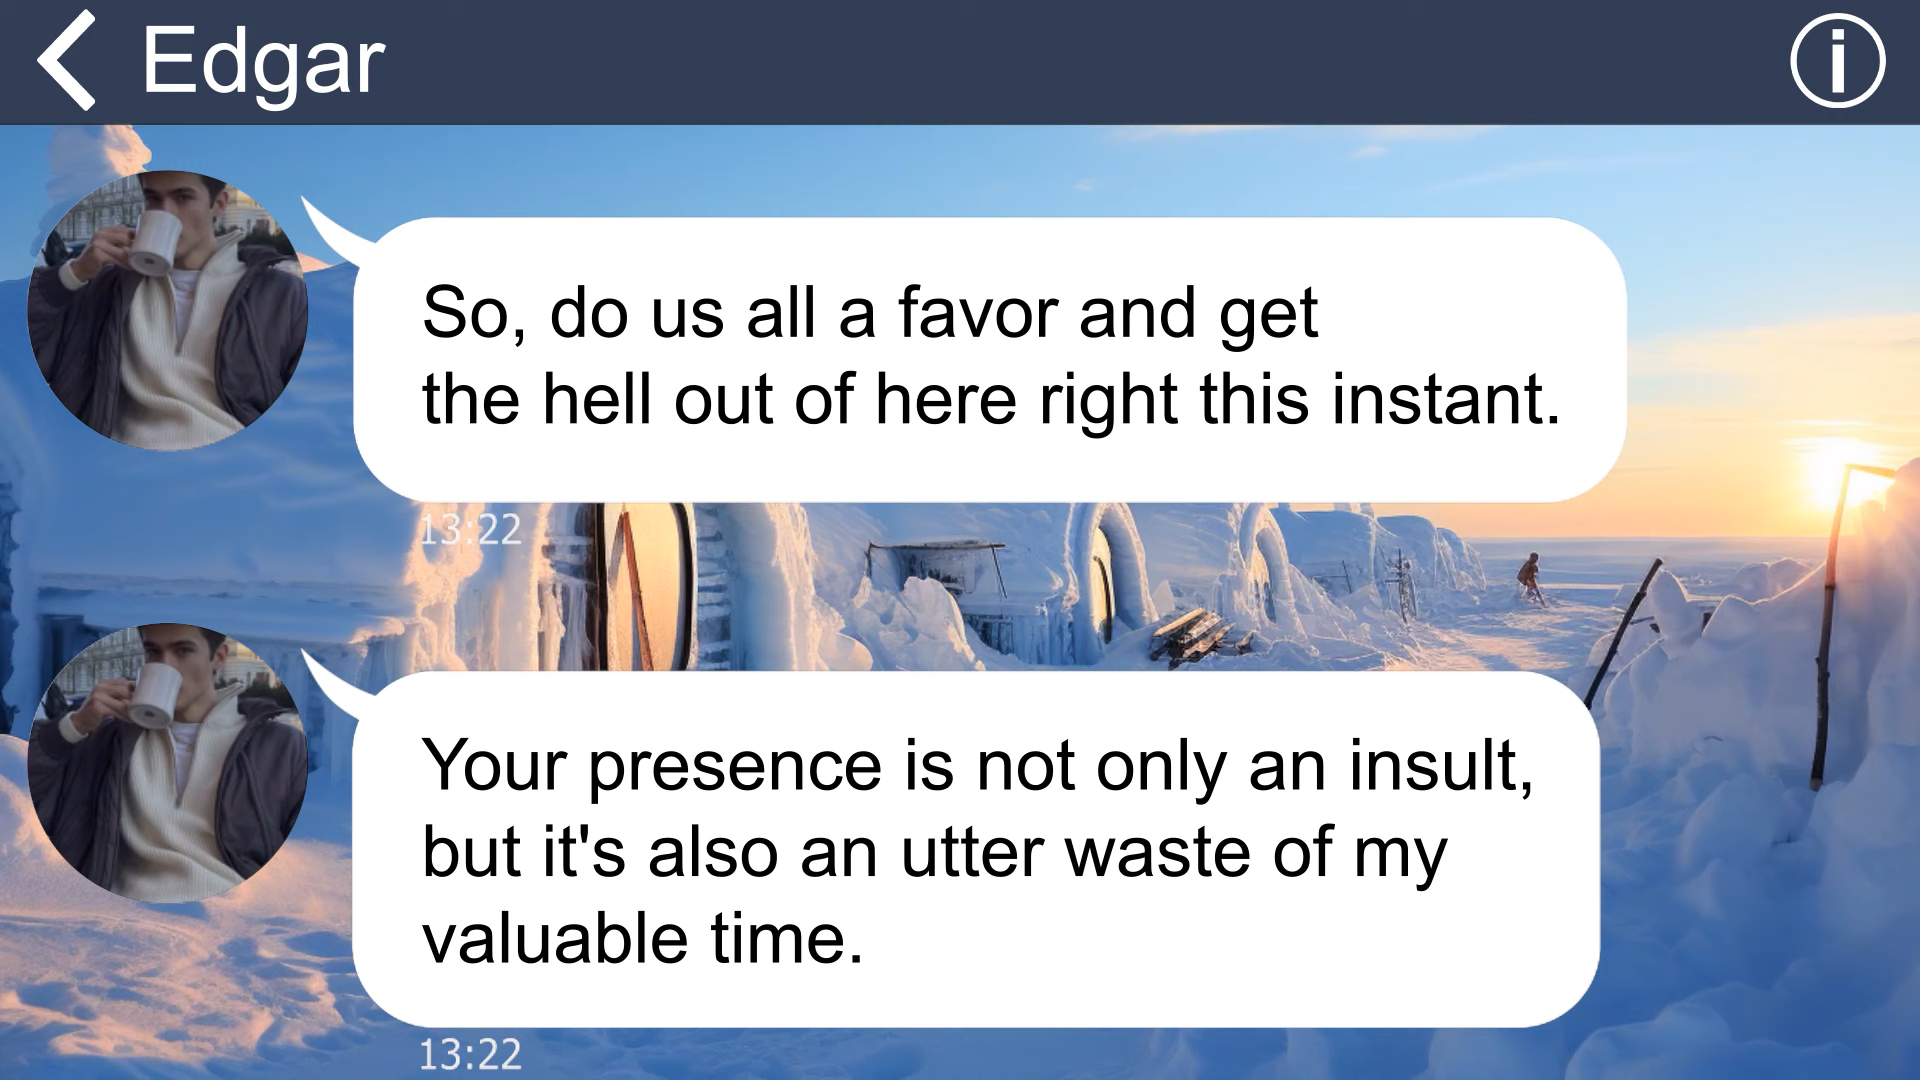 Edgar
So, do us all a favor and get
the hell out of here right this instant.
13:22
Your presence is not only an insult,
but it's also an utter waste of my
valuable time.
13:22